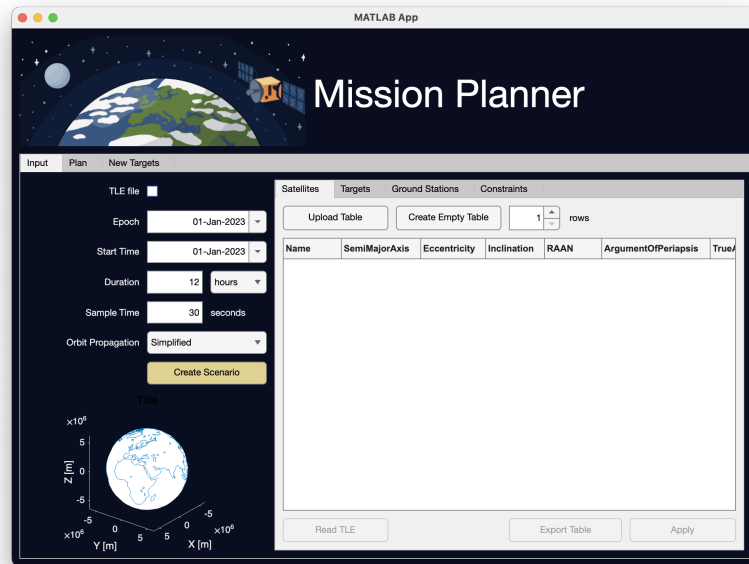 MATLAB App
Mission Planner
Input Plan New Targets
TLE file
Epoch 01-Jan-2023
Start Time 01-Jan-2023
Duration 12 hours
Sample Time 30 seconds
Orbit Propagation Simplified
Create Scenario
Title
×10⁶
5
0
-5
Z [m]
-5
0
5
×10⁶
Y [m]
-5
0
5
×10⁶
X [m]
Satellites Targets Ground Stations Constraints
Upload Table Create Empty Table 1 rows
Name SemiMajorAxis Eccentricity Inclination RAAN ArgumentOfPeriapsis TrueA
Read TLE Export Table Apply